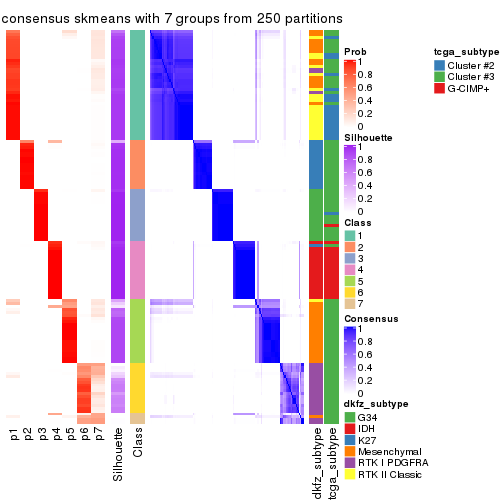 consensus skmeans with 7 groups from 250 partitions
Prob
1
0.8
0.6
0.4
0.2
0
Silhouette
1
0.8
0.6
0.4
0.2
0
Class
1
2
3
4
5
6
7
Consensus
1
0.8
0.6
0.4
0.2
0
dkfz_subtype
G34
IDH
K27
Mesenchymal
RTK I PDGFRA
RTK II Classic
tcga_subtype
Cluster #2
Cluster #3
G-CIMP+
p1
p2
p3
p4
p5
p6
p7
Silhouette
Class
dkfz_subtype
tcga_subtype